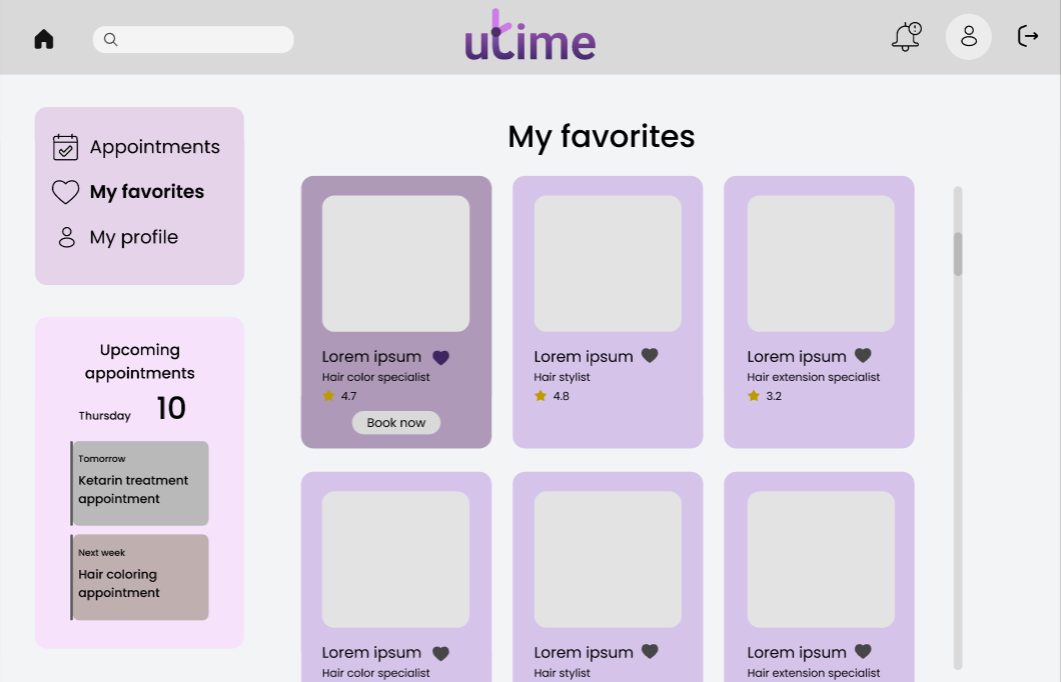 utime
Appointments
My favorites
My profile
Upcoming
appointments
Thursday 10
Tomorrow
Ketarin treatment
appointment
Next week
Hair coloring
appointment
My favorites
Lorem ipsum
Hair color specialist
4.7
Book now
Lorem ipsum
Hair stylist
4.8
Lorem ipsum
Hair extension specialist
3.2
Lorem ipsum
Hair color specialist
Lorem ipsum
Hair stylist
Lorem ipsum
Hair extension specialist